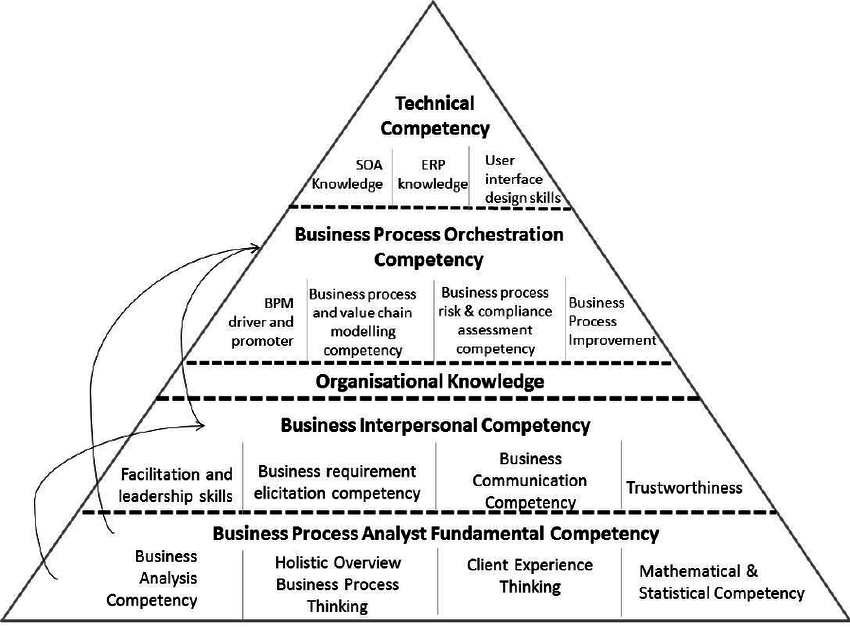 Technical
Competency
SOA
Knowledge
ERP
knowledge
User
interface
design skills
Business Process Orchestration
Competency
BPM
driver and
promoter
Business process
and value chain
modelling
competency
Business process
risk & compliance
assessment
competency
Business
Process
Improvement
Organisational Knowledge
Business Interpersonal Competency
Facilitation and
leadership skills
Business requirement
elicitation competency
Business
Communication
Competency
Trustworthiness
Business Process Analyst Fundamental Competency
Business
Analysis
Competency
Holistic Overview
Business Process
Thinking
Client Experience
Thinking
Mathematical &
Statistical Competency